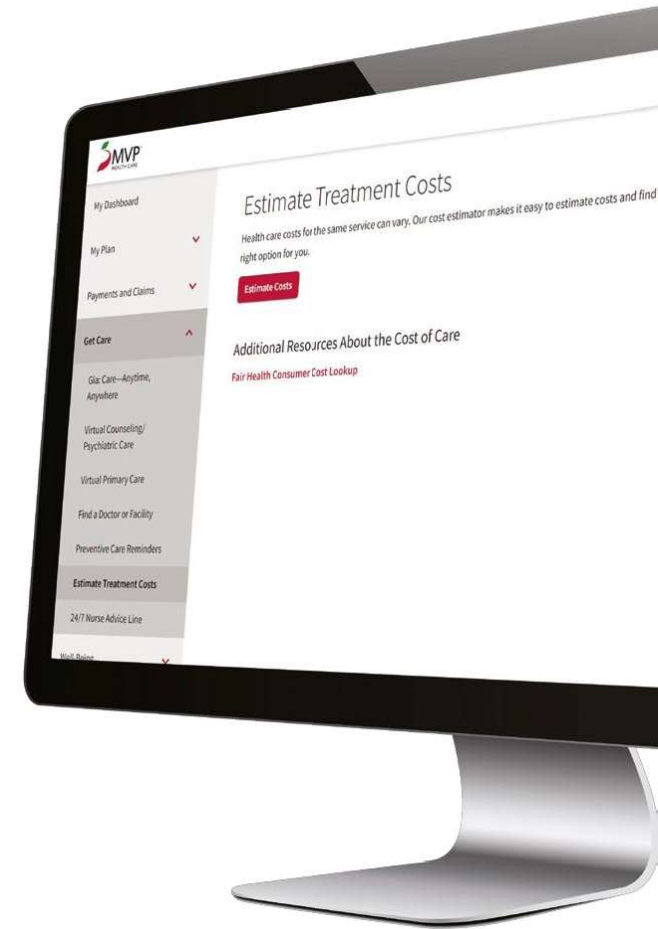 MVP
HEALTH CARE
My Dashboard
My Plan
Payments and Claims
Get Care
Gia: Care—Anytime,
Anywhere
Virtual Counseling/
Psychiatric Care
Virtual Primary Care
Find a Doctor or Facility
Preventive Care Reminders
Estimate Treatment Costs
24/7 Nurse Advice Line
Well-Being
Estimate Treatment Costs
Health care costs for the same service can vary. Our cost estimator makes it easy to estimate costs and find
right option for you.
Estimate Costs
Additional Resources About the Cost of Care
Fair Health Consumer Cost Lookup